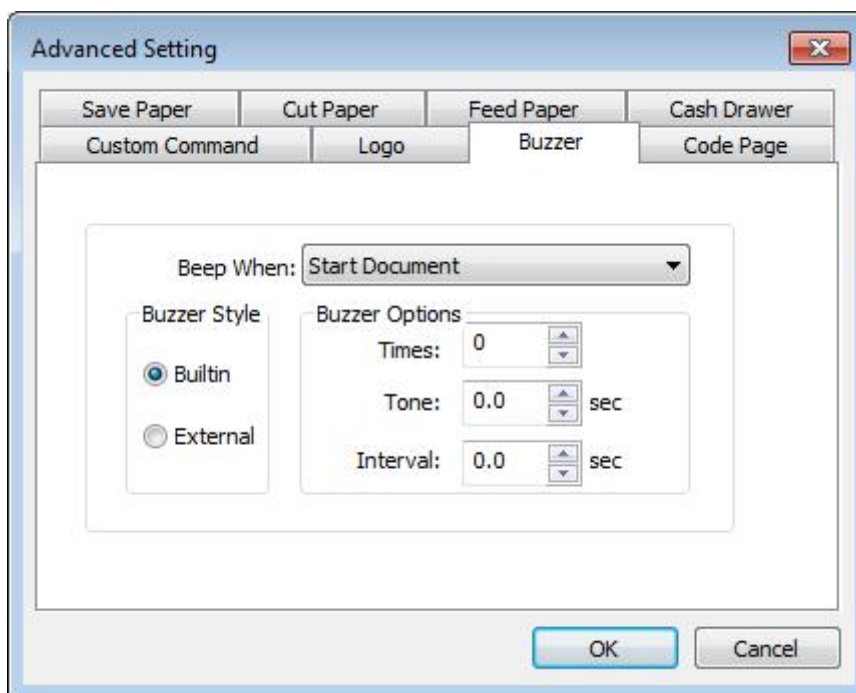 Advanced Setting
Save Paper Cut Paper Feed Paper Cash Drawer
Custom Command Logo Buzzer Code Page
Beep When: Start Document
Buzzer Style Buzzer Options
Times: 0
Builtin
Tone: 0.0 sec
External
Interval: 0.0 sec
OK Cancel